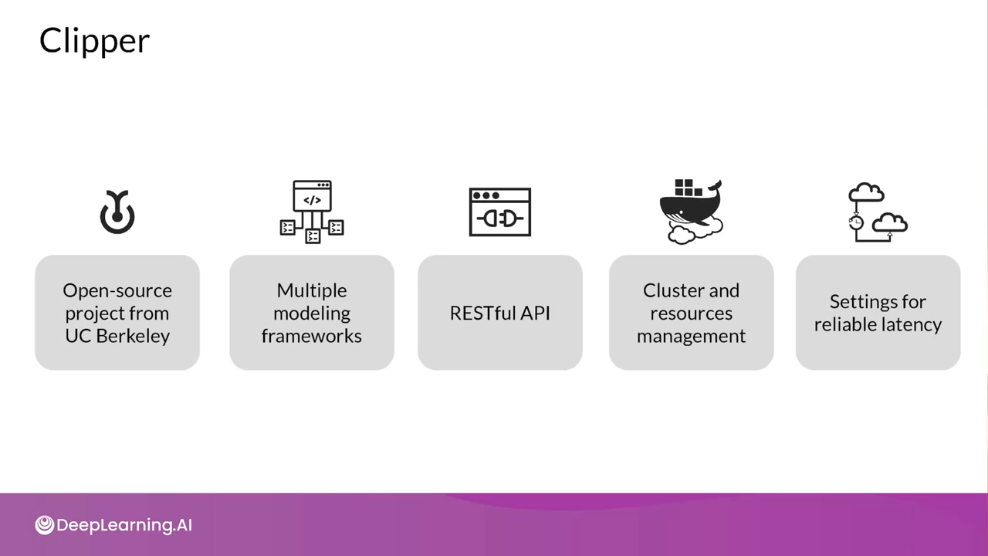 Clipper
</>
Open-source
project from
UC Berkeley
Multiple
modeling
frameworks
RESTful API
Cluster and
resources
management
Settings for
reliable latency
DeepLearning.AI